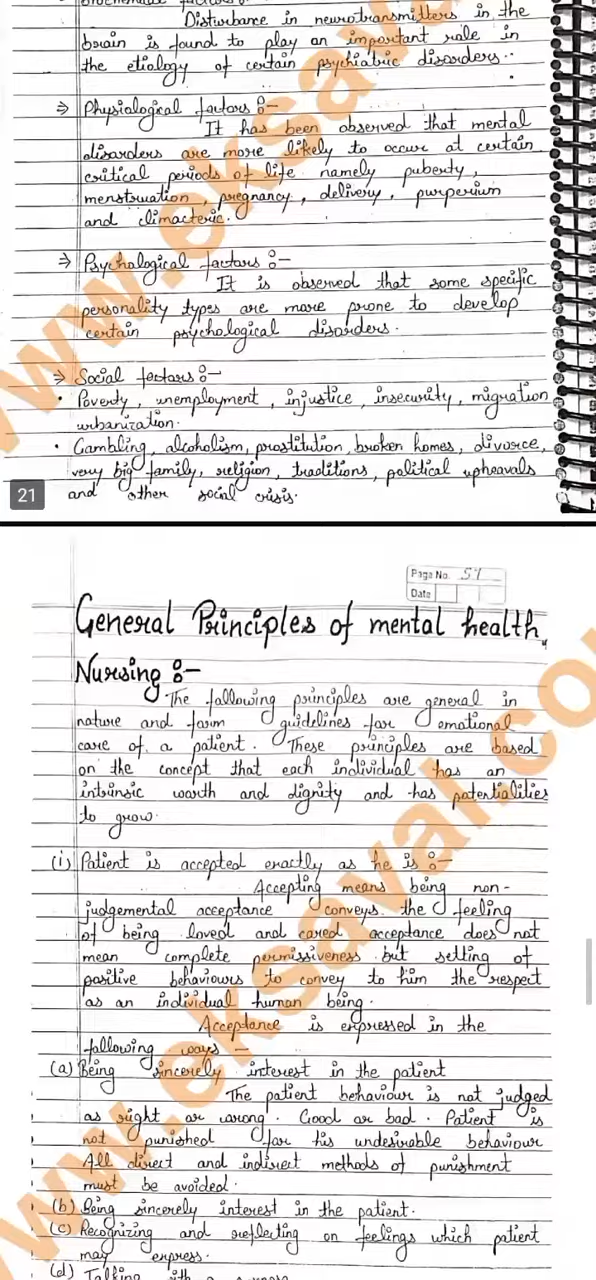 Disturbance in neurotransmitters in the
brain is found to play an important role in
the etiology of certain psychiatric disorders.
⇒ Physiological factors :-
It has been observed that mental
disorders are more likely to occur at certain
critical periods of life namely puberty,
menstruation, pregnancy, delivery, purperium
and climacteric.
⇒ Psychological factors :-
It is observed that some specific
personality types are more prone to develop
certain psychological disorders.
⇒ Social factors :-
• Poverty, unemployment, injustice, insecurity, migration
urbanization.
• Gambling, alcoholism, prostitution, broken homes, divorce,
very big family, religion, traditions, political upheavals
21 and other social crisis.
Page No. 51
Date
General Principles of mental health
Nursing :-
The following principles are general in
nature and form guidelines for emotional
care of a patient. These principles are based
on the concept that each individual has an
intrinsic worth and dignity and has potentialities
to grow.
(i) Patient is accepted exactly as he is :-
Accepting means being non-
judgemental acceptance conveys the feeling
of being loved and cared acceptance does not
mean complete permissiveness but setting of
positive behaviours to convey to him the respect
as an individual human being.
Acceptance is expressed in the
following ways -
(a) Being sincerely interest in the patient
The patient behaviour is not judged
as right or wrong. Good or bad. Patient is
not punished for his undesirable behaviour
All direct and indirect methods of punishment
must be avoided.
(b) Being sincerely interest in the patient.
(c) Recognizing and reflecting on feelings which patient
may express.
(d) Talking with a
www.eksaval.com